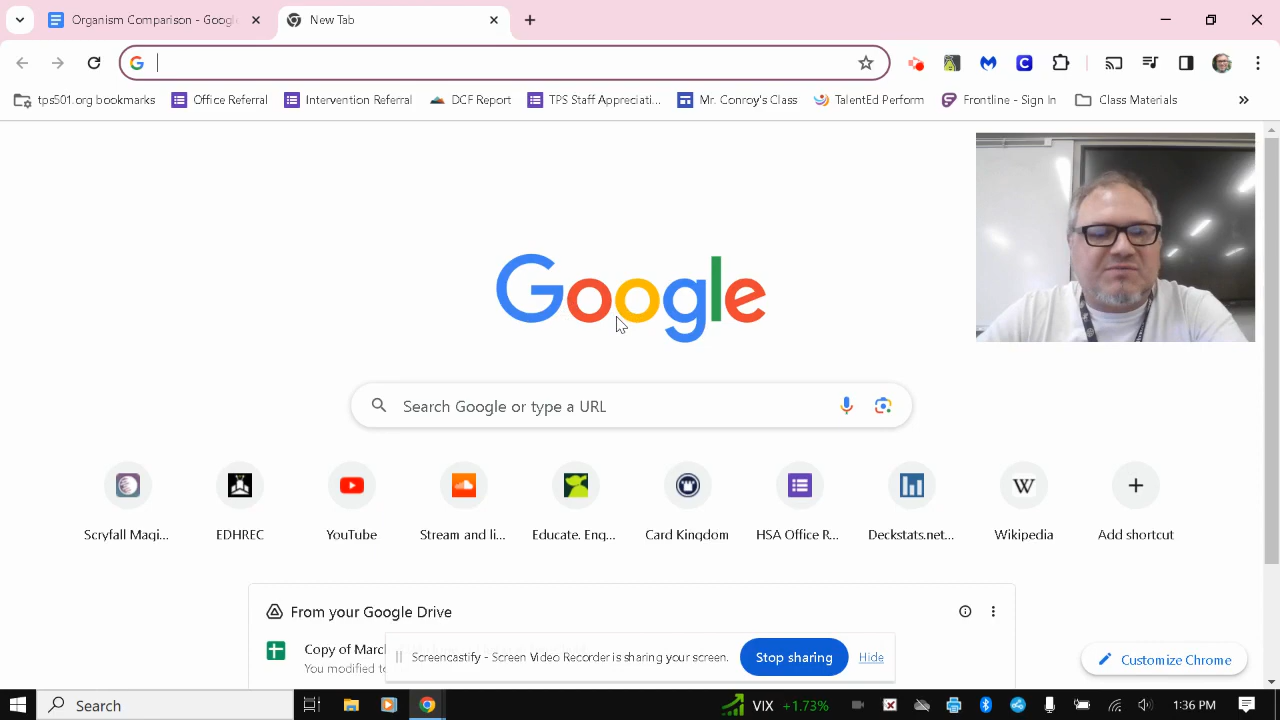 Organism Comparison - Google
New Tab
tps501.org bookmarks
Office Referral
Intervention Referral
DCF Report
TPS Staff Appreciati...
Mr. Conroy's Class
TalentEd Perform
Frontline - Sign In
Class Materials
Google
Search Google or type a URL
Scryfall Magi...
EDHREC
YouTube
Stream and li...
Educate. Eng...
Card Kingdom
HSA Office R...
Deckstats.net...
Wikipedia
Add shortcut
From your Google Drive
Copy of Marc
You modified to
Screencastify - Screen Video Recorder is sharing your screen.
Stop sharing
Hide
Customize Chrome
Search
VIX +1.73%
1:36 PM